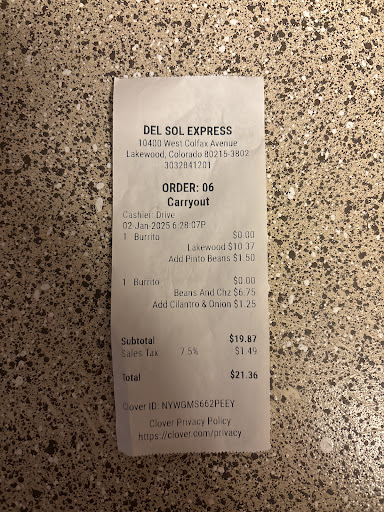 DEL SOL EXPRESS
10400 West Colfax Avenue
Lakewood, Colorado 80215-3802
3032841201
ORDER: 06
Carryout
Cashier: Drive
02-Jan-2025 6:28:07P
1 Burrito $0.00
Lakewood $10.37
Add Pinto Beans $1.50
1 Burrito $0.00
Beans And Chz $6.75
Add Cilantro & Onion $1.25
Subtotal $19.87
Sales Tax 7.5% $1.49
Total $21.36
Clover ID: NYWGMS662PEEY
Clover Privacy Policy
https://clover.com/privacy